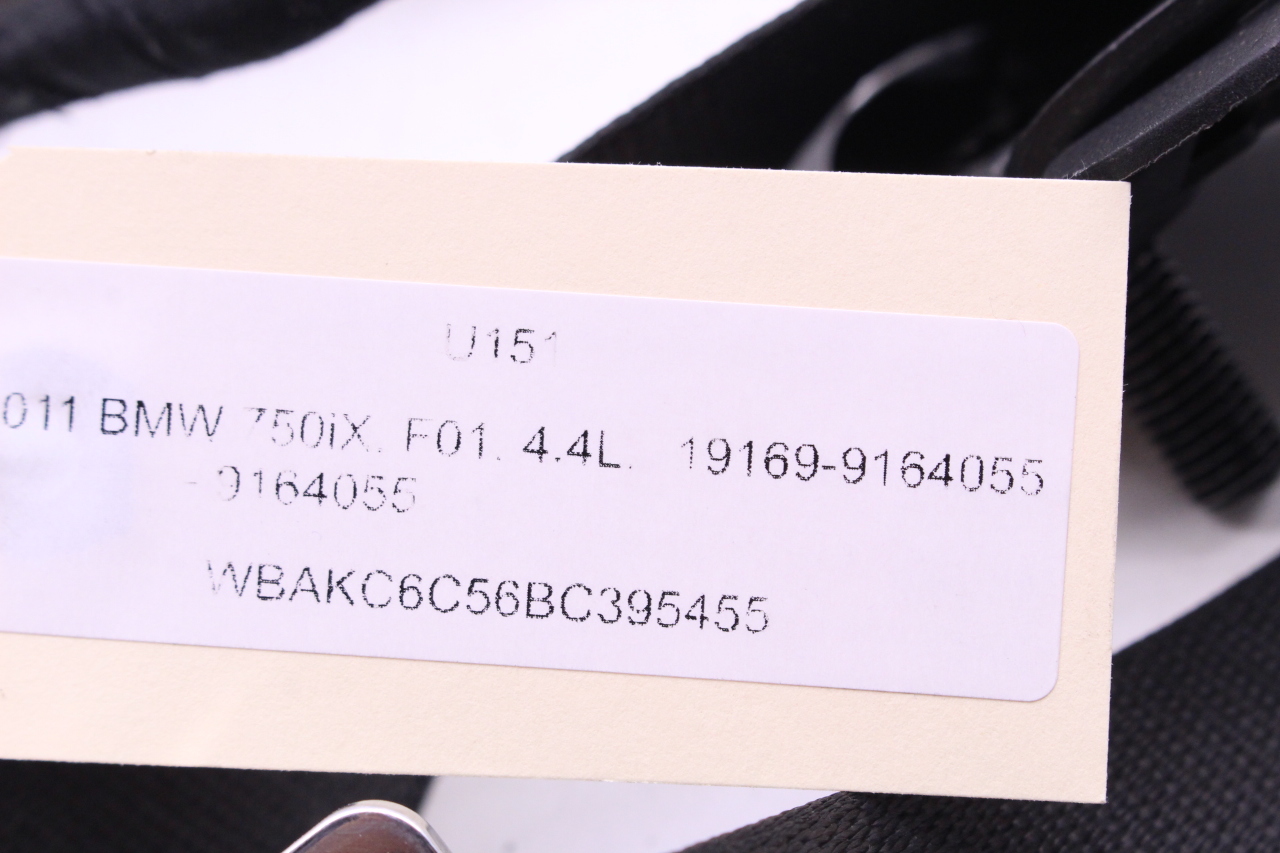 U151
011 BMW 750iX, F01, 4.4L, 19169-9164055
- 9164055
WBAKC6C56BC395455